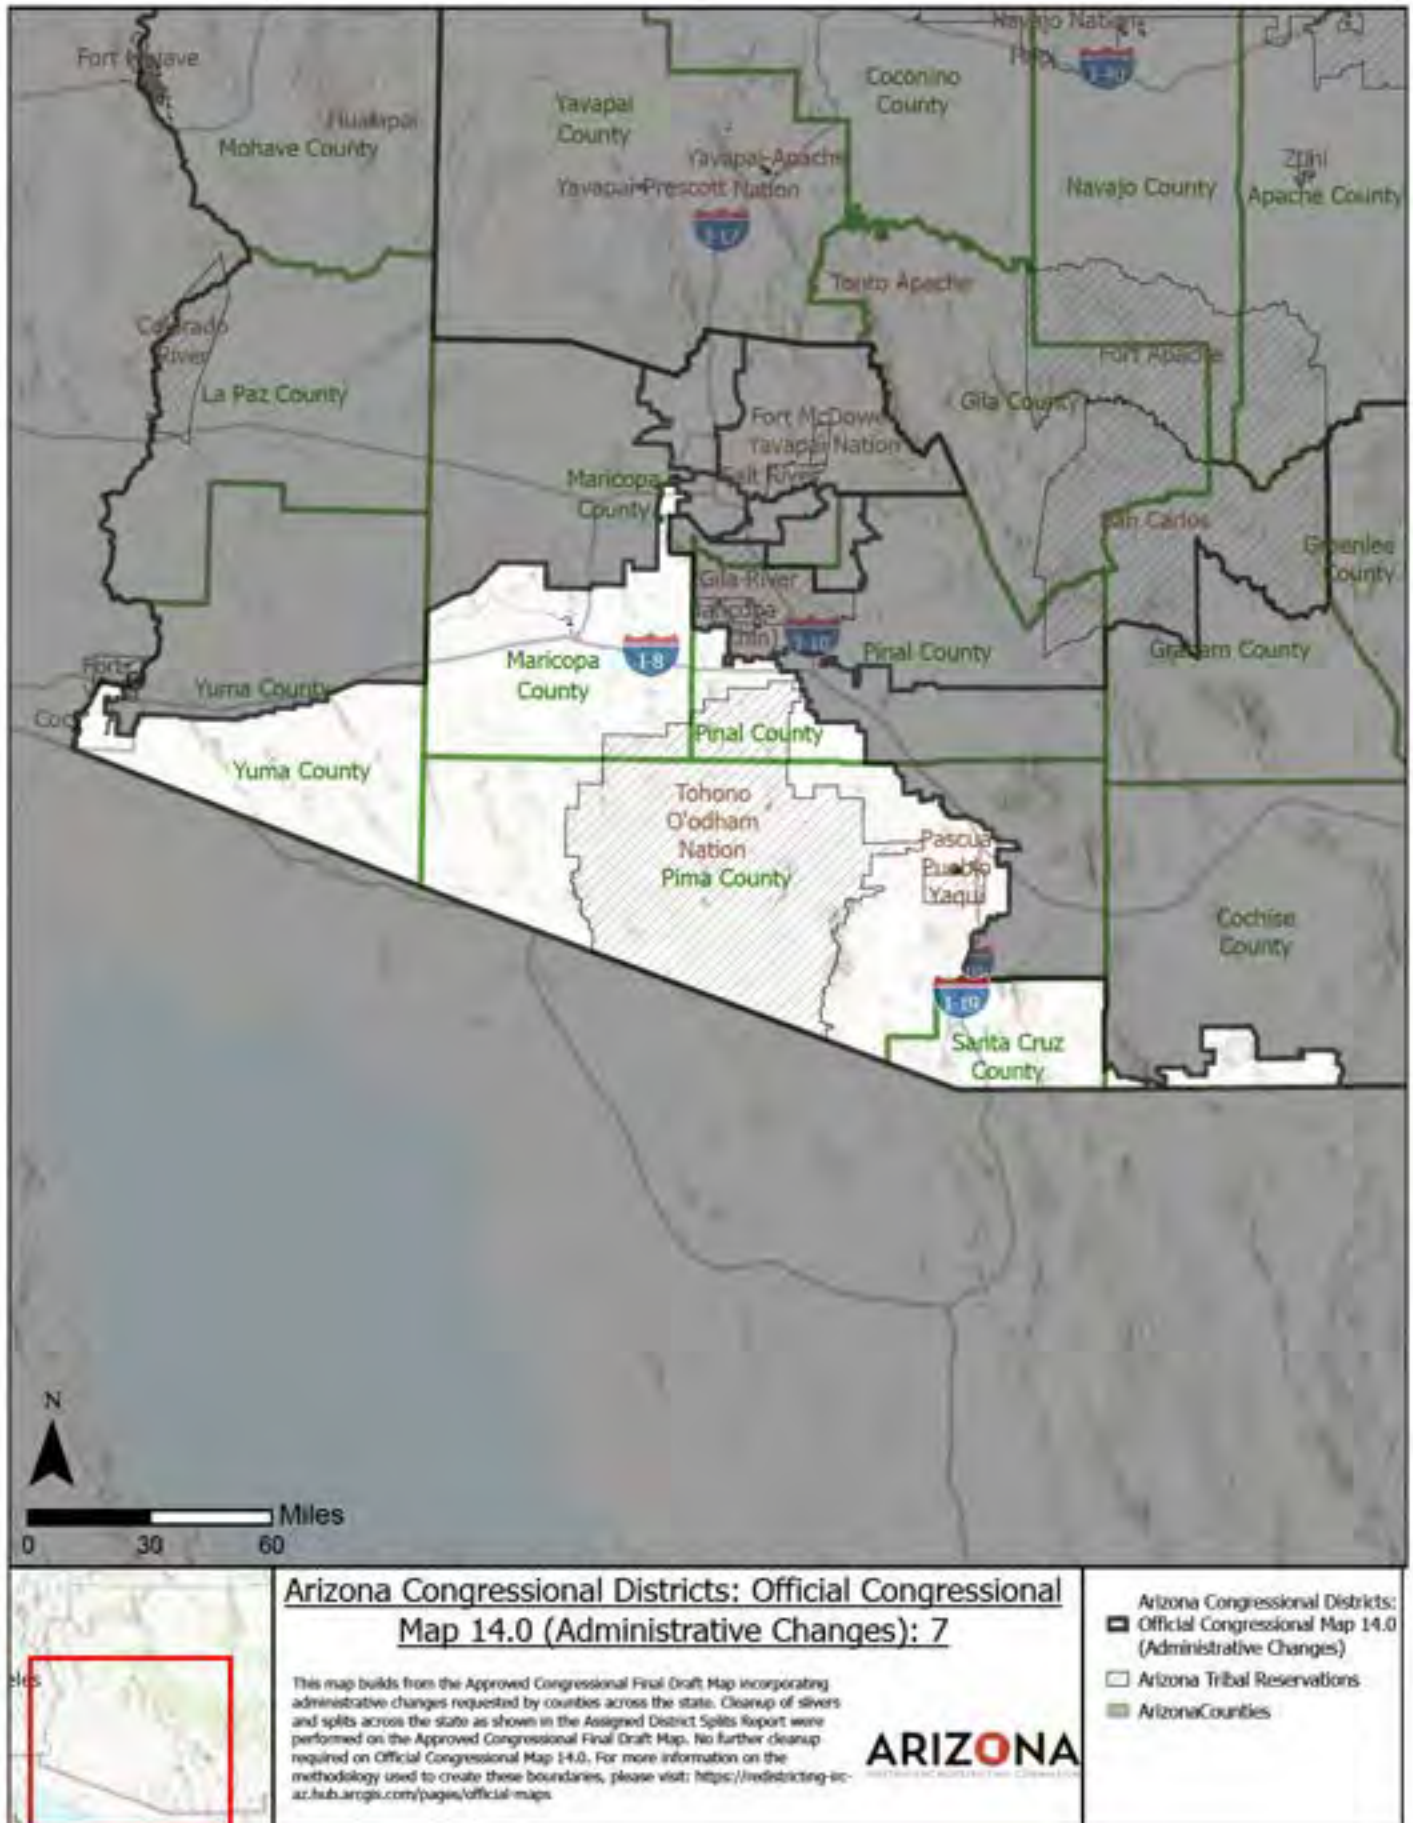 Navajo Nation
Fort Mojave
Coconino
County
I-40
Yavapai
County
Hualapai
Mohave County
Yavapai-Apache
Yavapai-Prescott Nation
Navajo County
Zuni
Apache County
I-17
Tonto Apache
Colorado
River
Fort Apache
La Paz County
Gila County
Fort McDowell
Yavapai Nation
Salt River
Maricopa
County
San Carlos
Greenlee
County
Gila River
Maricopa
I-10
Maricopa
County
I-8
Pinal County
Graham County
Yuma County
Coc
Pinal County
Yuma County
Tohono
O'odham
Nation
Pima County
Pascua
Pueblo
Yaqui
Cochise
County
I-19
Santa Cruz
County
N
Miles
0 30 60
Arizona Congressional Districts: Official Congressional
Map 14.0 (Administrative Changes): 7
This map builds from the Approved Congressional Final Draft Map incorporating
administrative changes requested by counties across the state. Cleanup of slivers
and splits across the state as shown in the Assigned District Splits Report were
performed on the Approved Congressional Final Draft Map. No further cleanup
required on Official Congressional Map 14.0. For more information on the
methodology used to create these boundaries, please visit: https://redistricting-irc-
az.hub.arcgis.com/pages/official-maps
ARIZONA
Arizona Congressional Districts:
Official Congressional Map 14.0
(Administrative Changes)
Arizona Tribal Reservations
ArizonaCounties